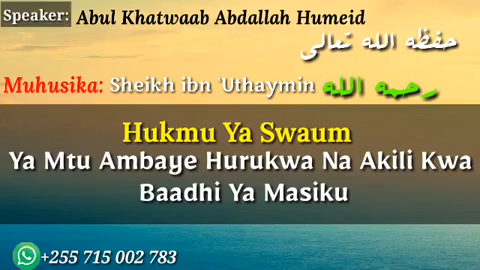 Speaker: Abul Khatwaab Abdallah Humeid
حفظه الله تعالى
Muhusika: Sheikh ibn 'Uthaymin رحمه الله
Hukmu Ya Swaum
Ya Mtu Ambaye Hurukwa Na Akili Kwa
Baadhi Ya Masiku
+255 715 002 783